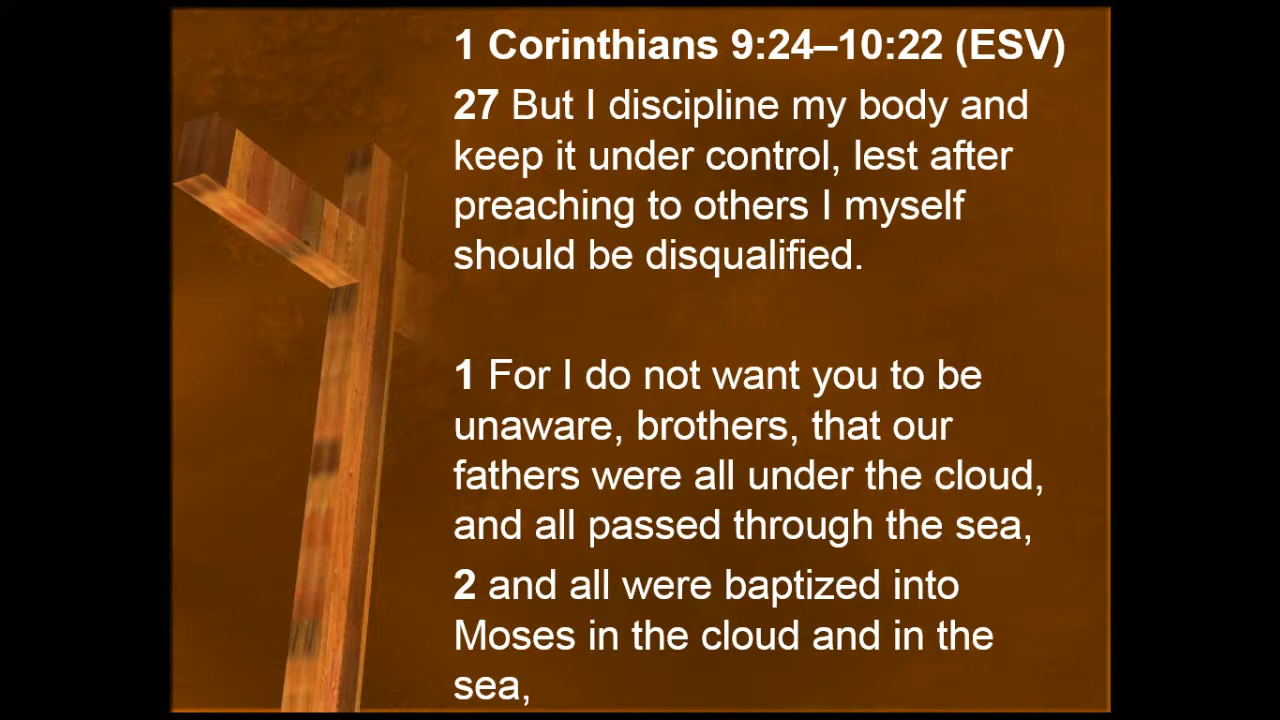 1 Corinthians 9:24–10:22 (ESV)
27 But I discipline my body and
keep it under control, lest after
preaching to others I myself
should be disqualified.
1 For I do not want you to be
unaware, brothers, that our
fathers were all under the cloud,
and all passed through the sea,
2 and all were baptized into
Moses in the cloud and in the
sea,